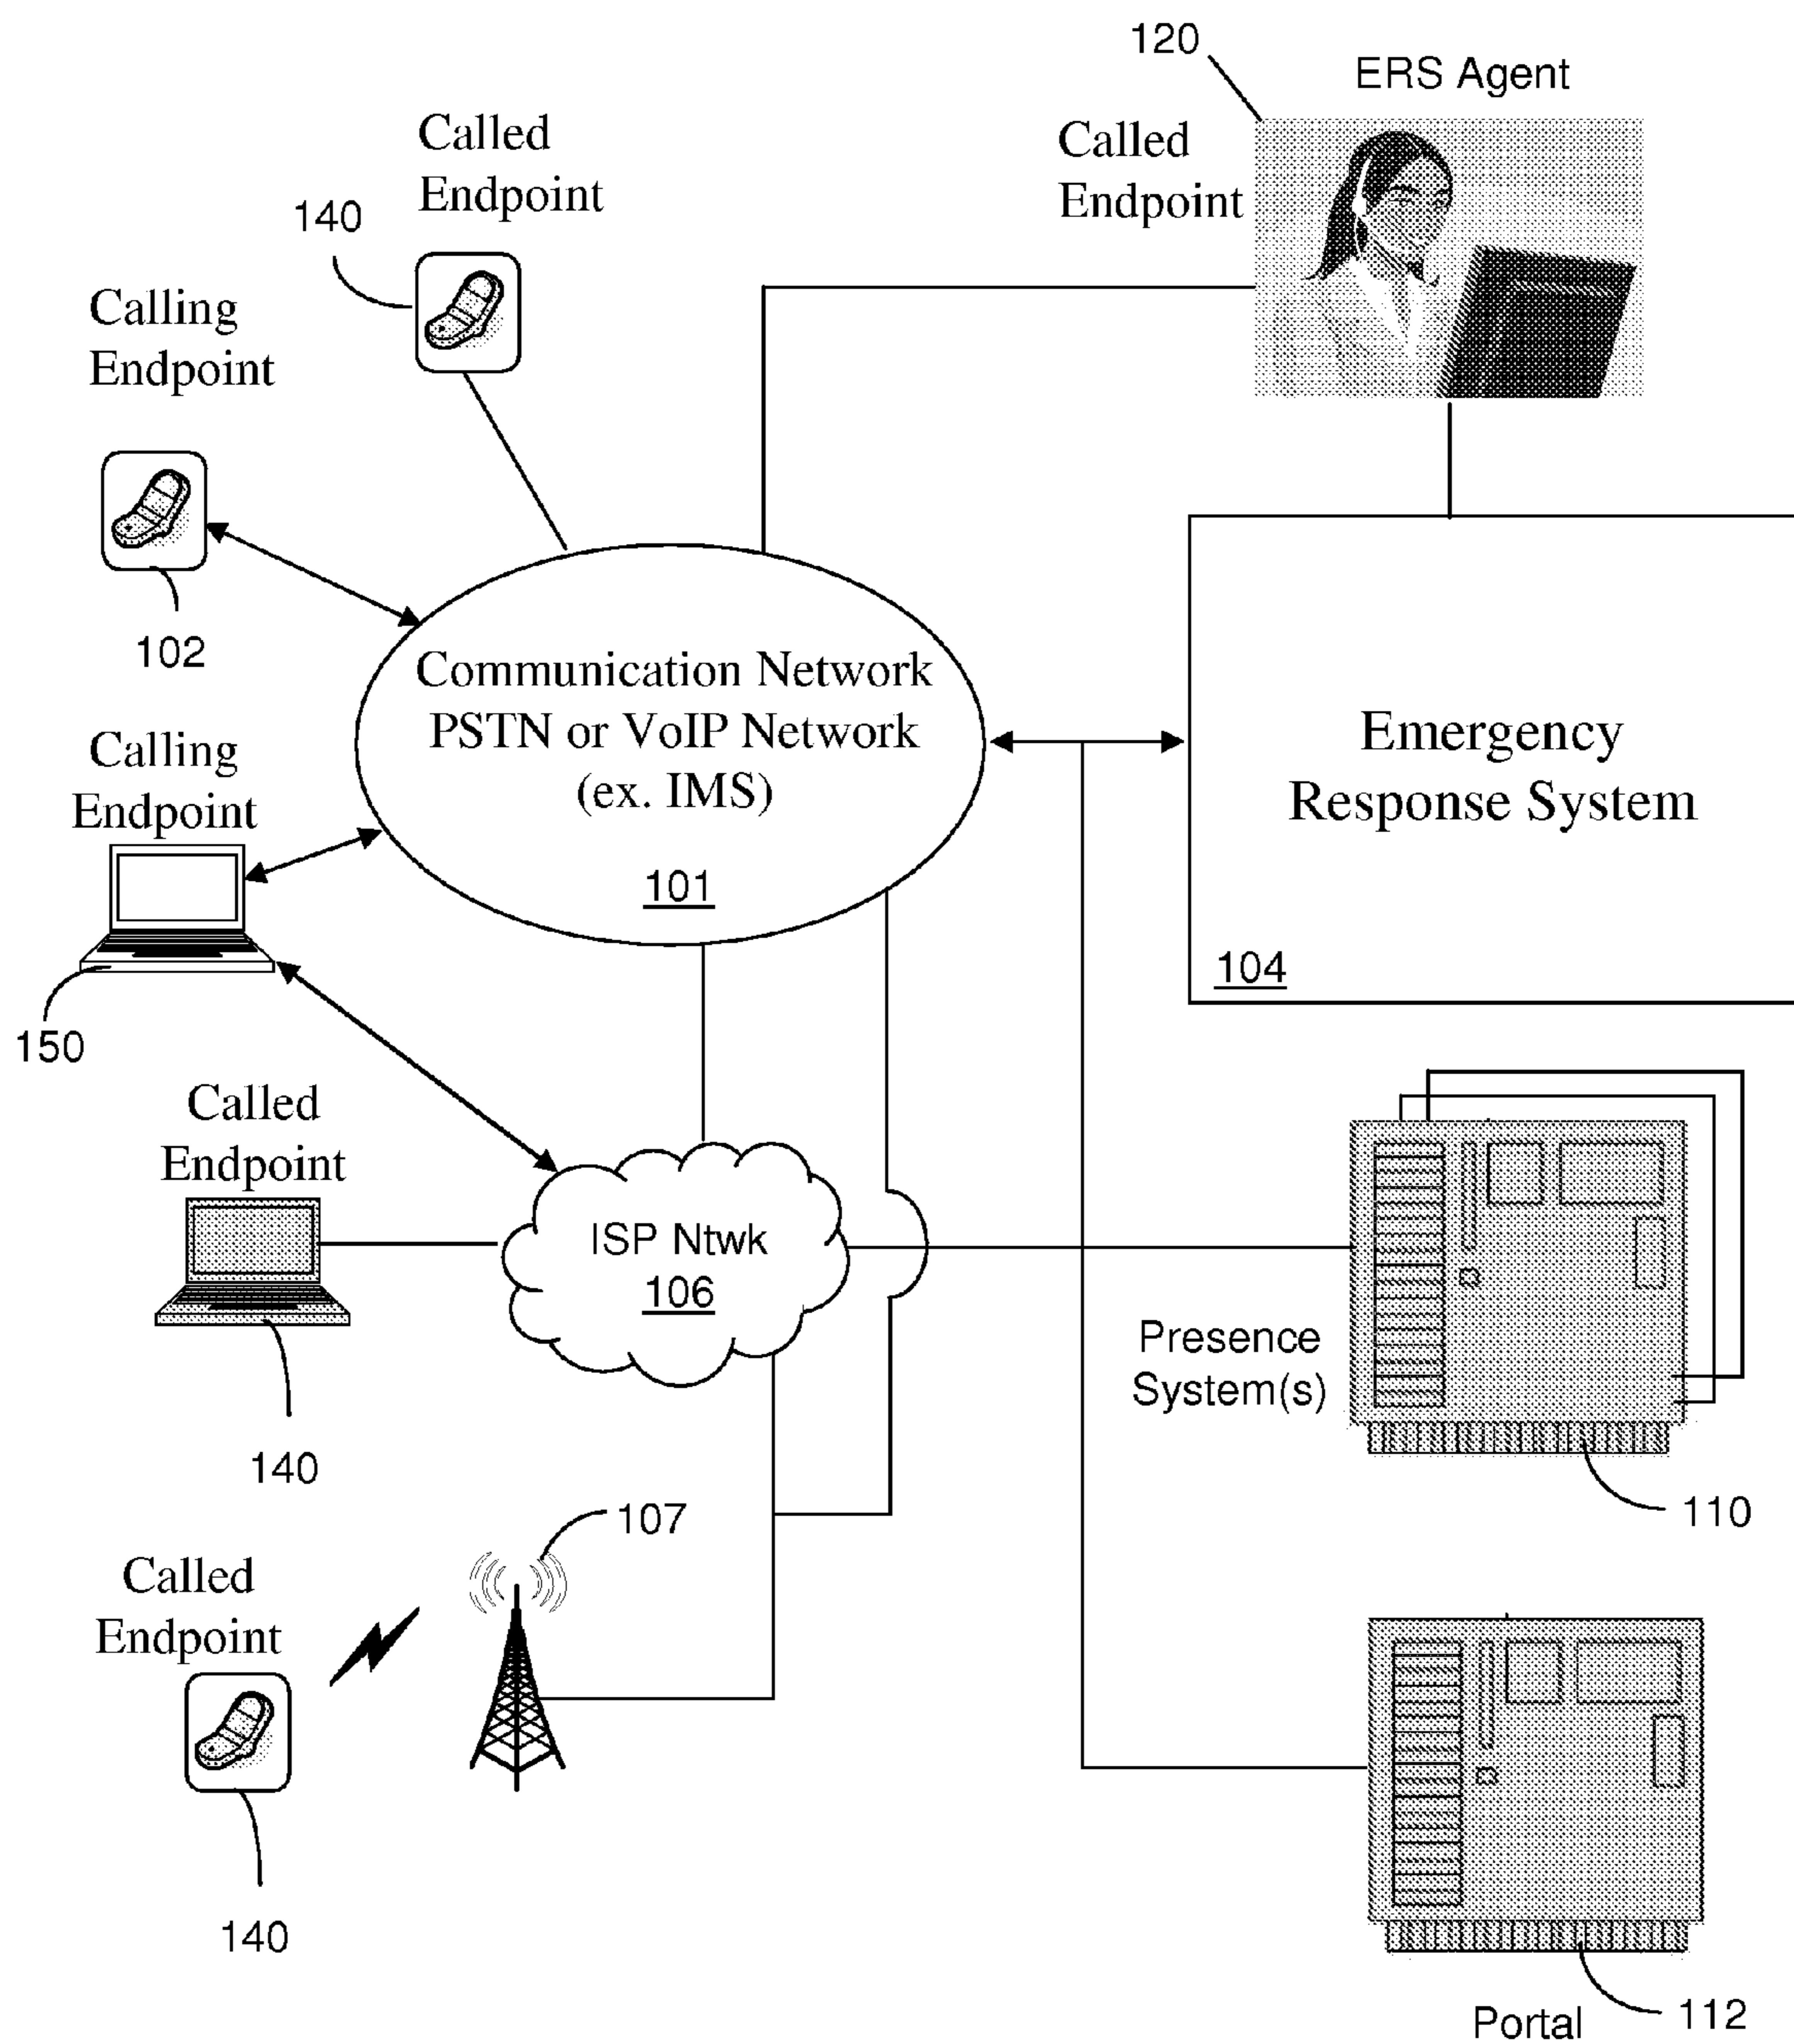 120
ERS Agent
Called
Endpoint
140
Called
Endpoint
Calling
Endpoint
102
Communication Network
PSTN or VoIP Network
(ex. IMS)
101
Emergency
Response System
104
Calling
Endpoint
150
Called
Endpoint
140
ISP Ntwk
106
Presence
System(s)
110
107
Called
Endpoint
140
Portal
112